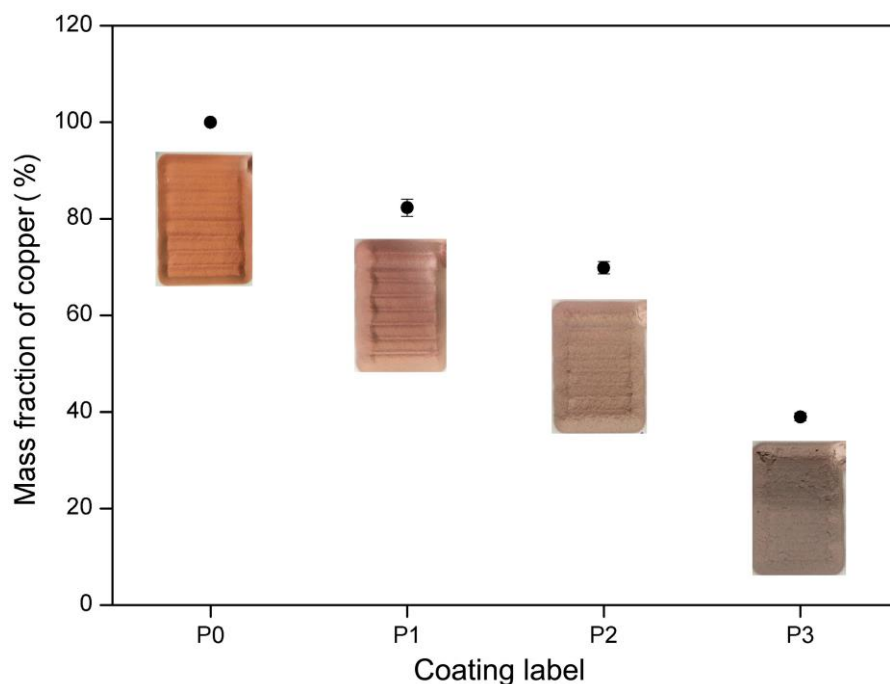 Mass fraction of copper ( %)
120
100
80
60
40
20
0
P0 P1 P2 P3
Coating label